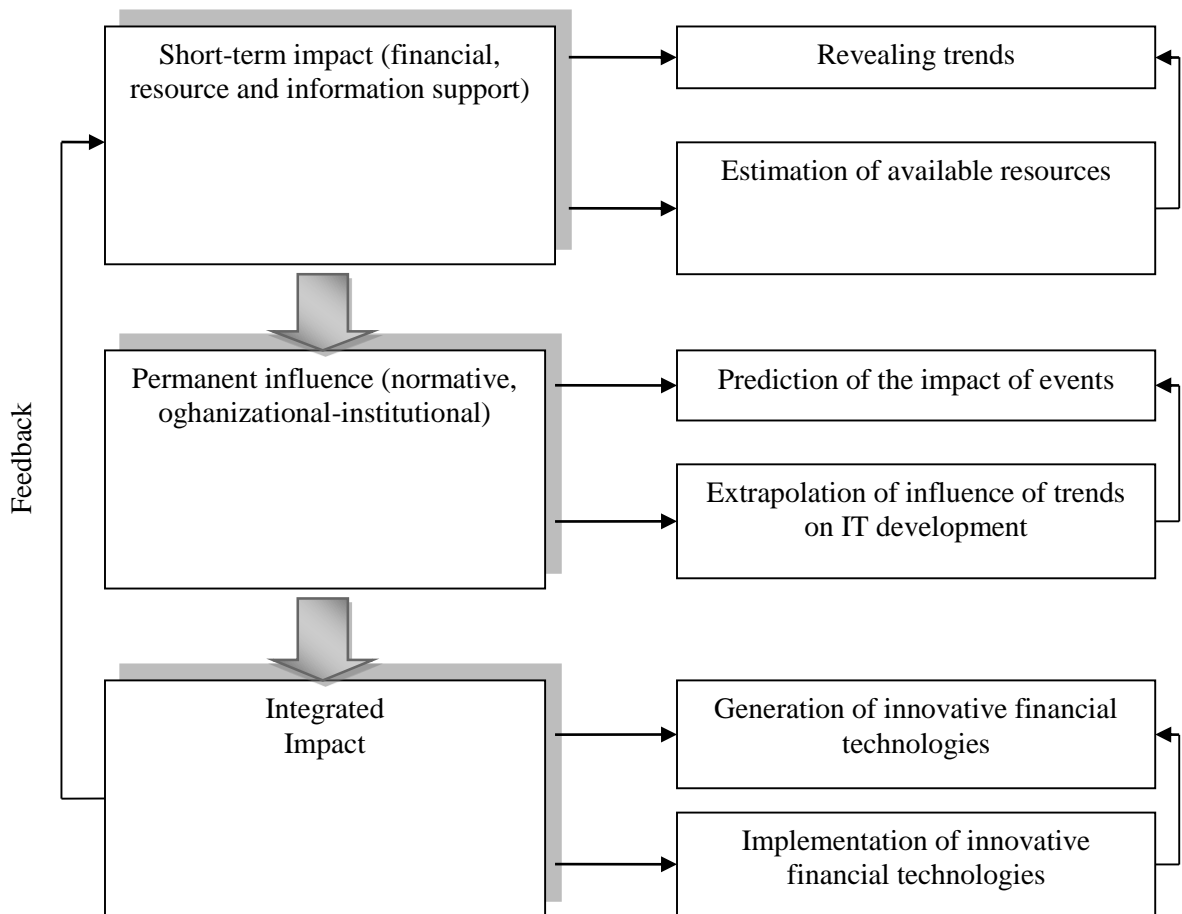 Short-term impact (financial,
resource and information support)
Revealing trends
Estimation of available resources
Permanent influence (normative,
oghanizational-institutional)
Prediction of the impact of events
Extrapolation of influence of trends
on IT development
Feedback
Integrated
Impact
Generation of innovative financial
technologies
Implementation of innovative
financial technologies